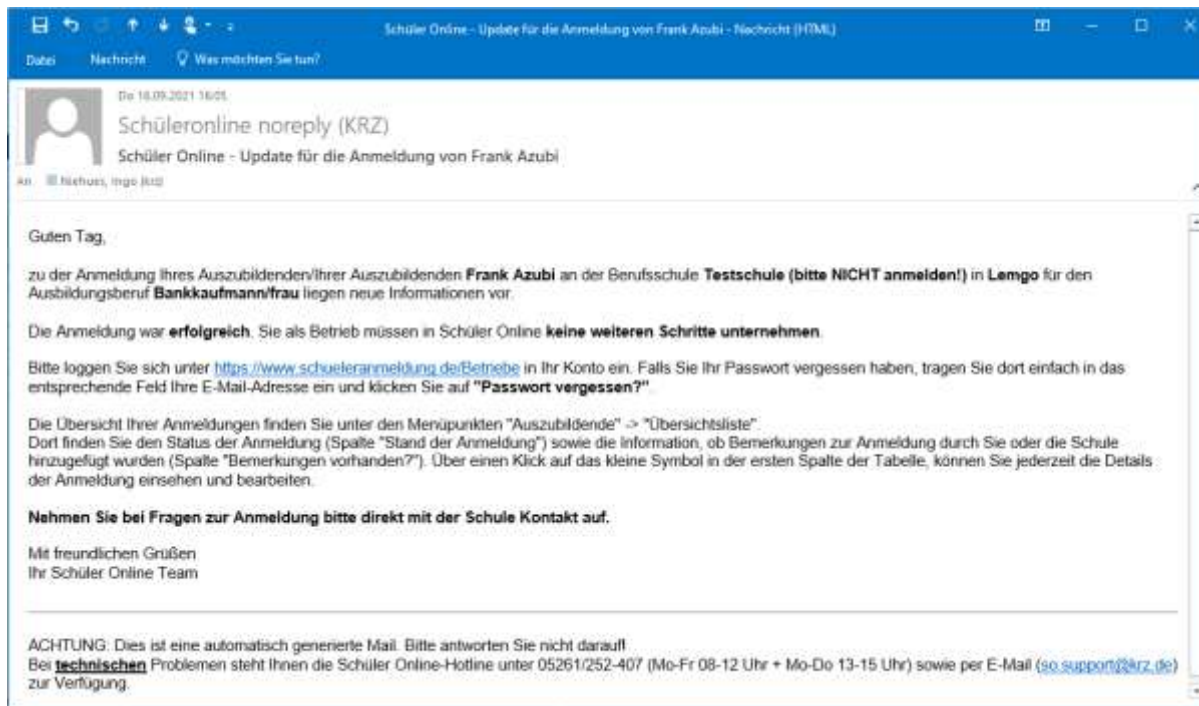 Schüler Online - Update für die Anmeldung von Frank Azubi - Nachricht (HTML)
Datei Nachricht Was möchten Sie tun?
Do 16.09.2021 16:05
Schüleronline noreply (KRZ)
Schüler Online - Update für die Anmeldung von Frank Azubi
An Niehues, Ingo (krz)
Guten Tag,
zu der Anmeldung Ihres Auszubildenden/Ihrer Auszubildenden Frank Azubi an der Berufsschule Testschule (bitte NICHT anmelden!) in Lemgo für den
Ausbildungsberuf Bankkaufmann/frau liegen neue Informationen vor.
Die Anmeldung war erfolgreich. Sie als Betrieb müssen in Schüler Online keine weiteren Schritte unternehmen.
Bitte loggen Sie sich unter https://www.schueleranmeldung.de/Betriebe in Ihr Konto ein. Falls Sie Ihr Passwort vergessen haben, tragen Sie dort einfach in das
entsprechende Feld Ihre E-Mail-Adresse ein und klicken Sie auf "Passwort vergessen?".
Die Übersicht Ihrer Anmeldungen finden Sie unter den Menüpunkten "Auszubildende" -> "Übersichtsliste".
Dort finden Sie den Status der Anmeldung (Spalte "Stand der Anmeldung") sowie die Information, ob Bemerkungen zur Anmeldung durch Sie oder die Schule
hinzugefügt wurden (Spalte "Bemerkungen vorhanden?"). Über einen Klick auf das kleine Symbol in der ersten Spalte der Tabelle, können Sie jederzeit die Details
der Anmeldung einsehen und bearbeiten.
Nehmen Sie bei Fragen zur Anmeldung bitte direkt mit der Schule Kontakt auf.
Mit freundlichen Grüßen
Ihr Schüler Online Team
ACHTUNG: Dies ist eine automatisch generierte Mail. Bitte antworten Sie nicht darauf!
Bei technischen Problemen steht Ihnen die Schüler Online-Hotline unter 05261/252-407 (Mo-Fr 08-12 Uhr + Mo-Do 13-15 Uhr) sowie per E-Mail (so.support@krz.de)
zur Verfügung.